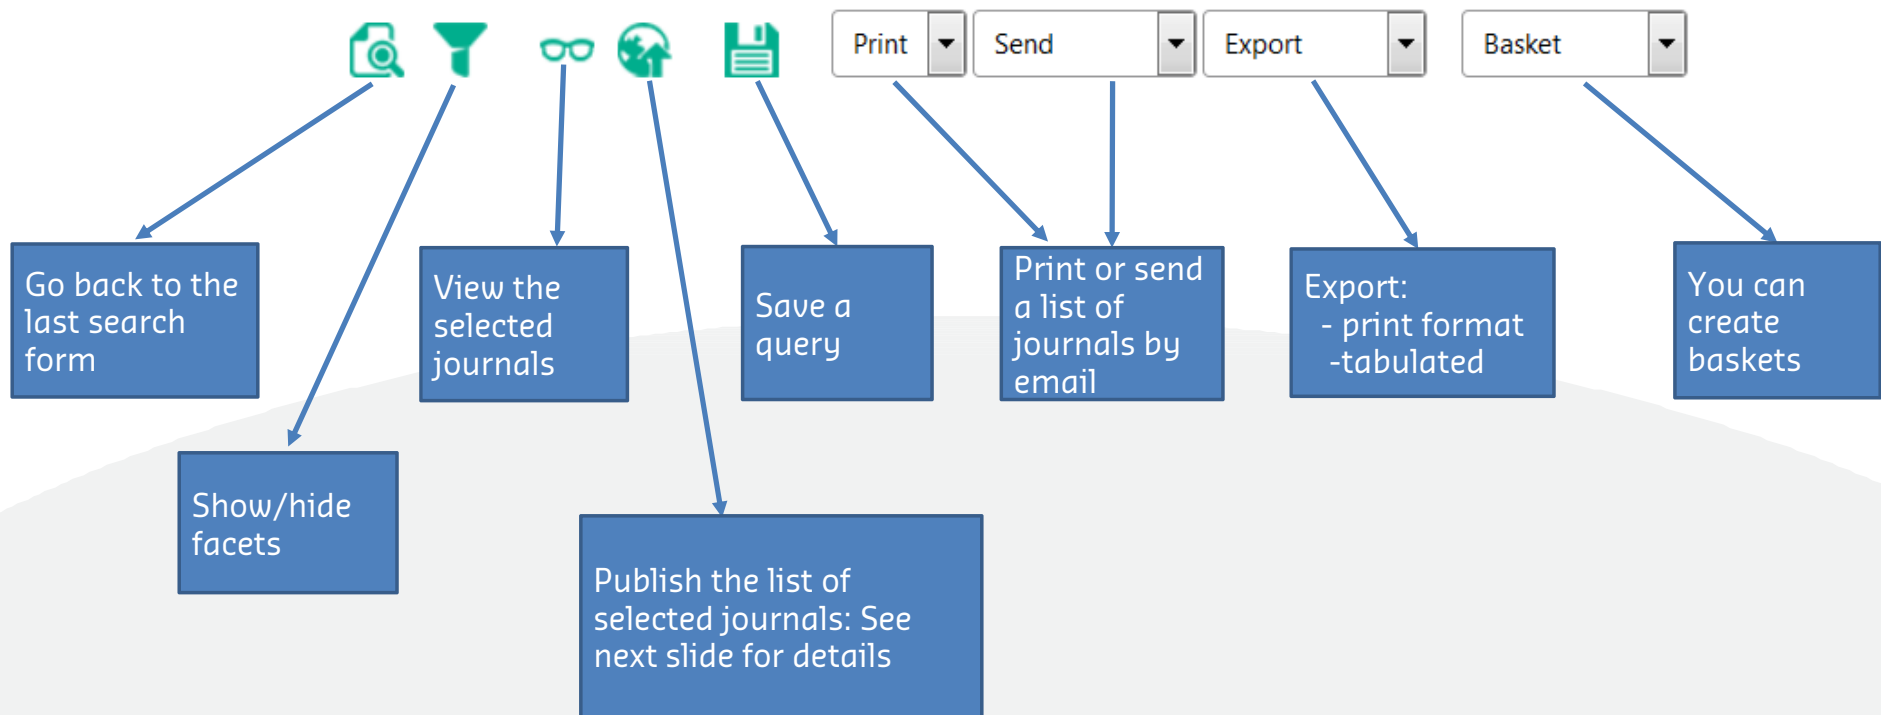 Print
Send
Export
Basket
Go back to the
last search
form
View the
selected
journals
Save a
query
Print or send
a list of
journals by
email
Export:
- print format
-tabulated
You can
create
baskets
Show/hide
facets
Publish the list of
selected journals: See
next slide for details